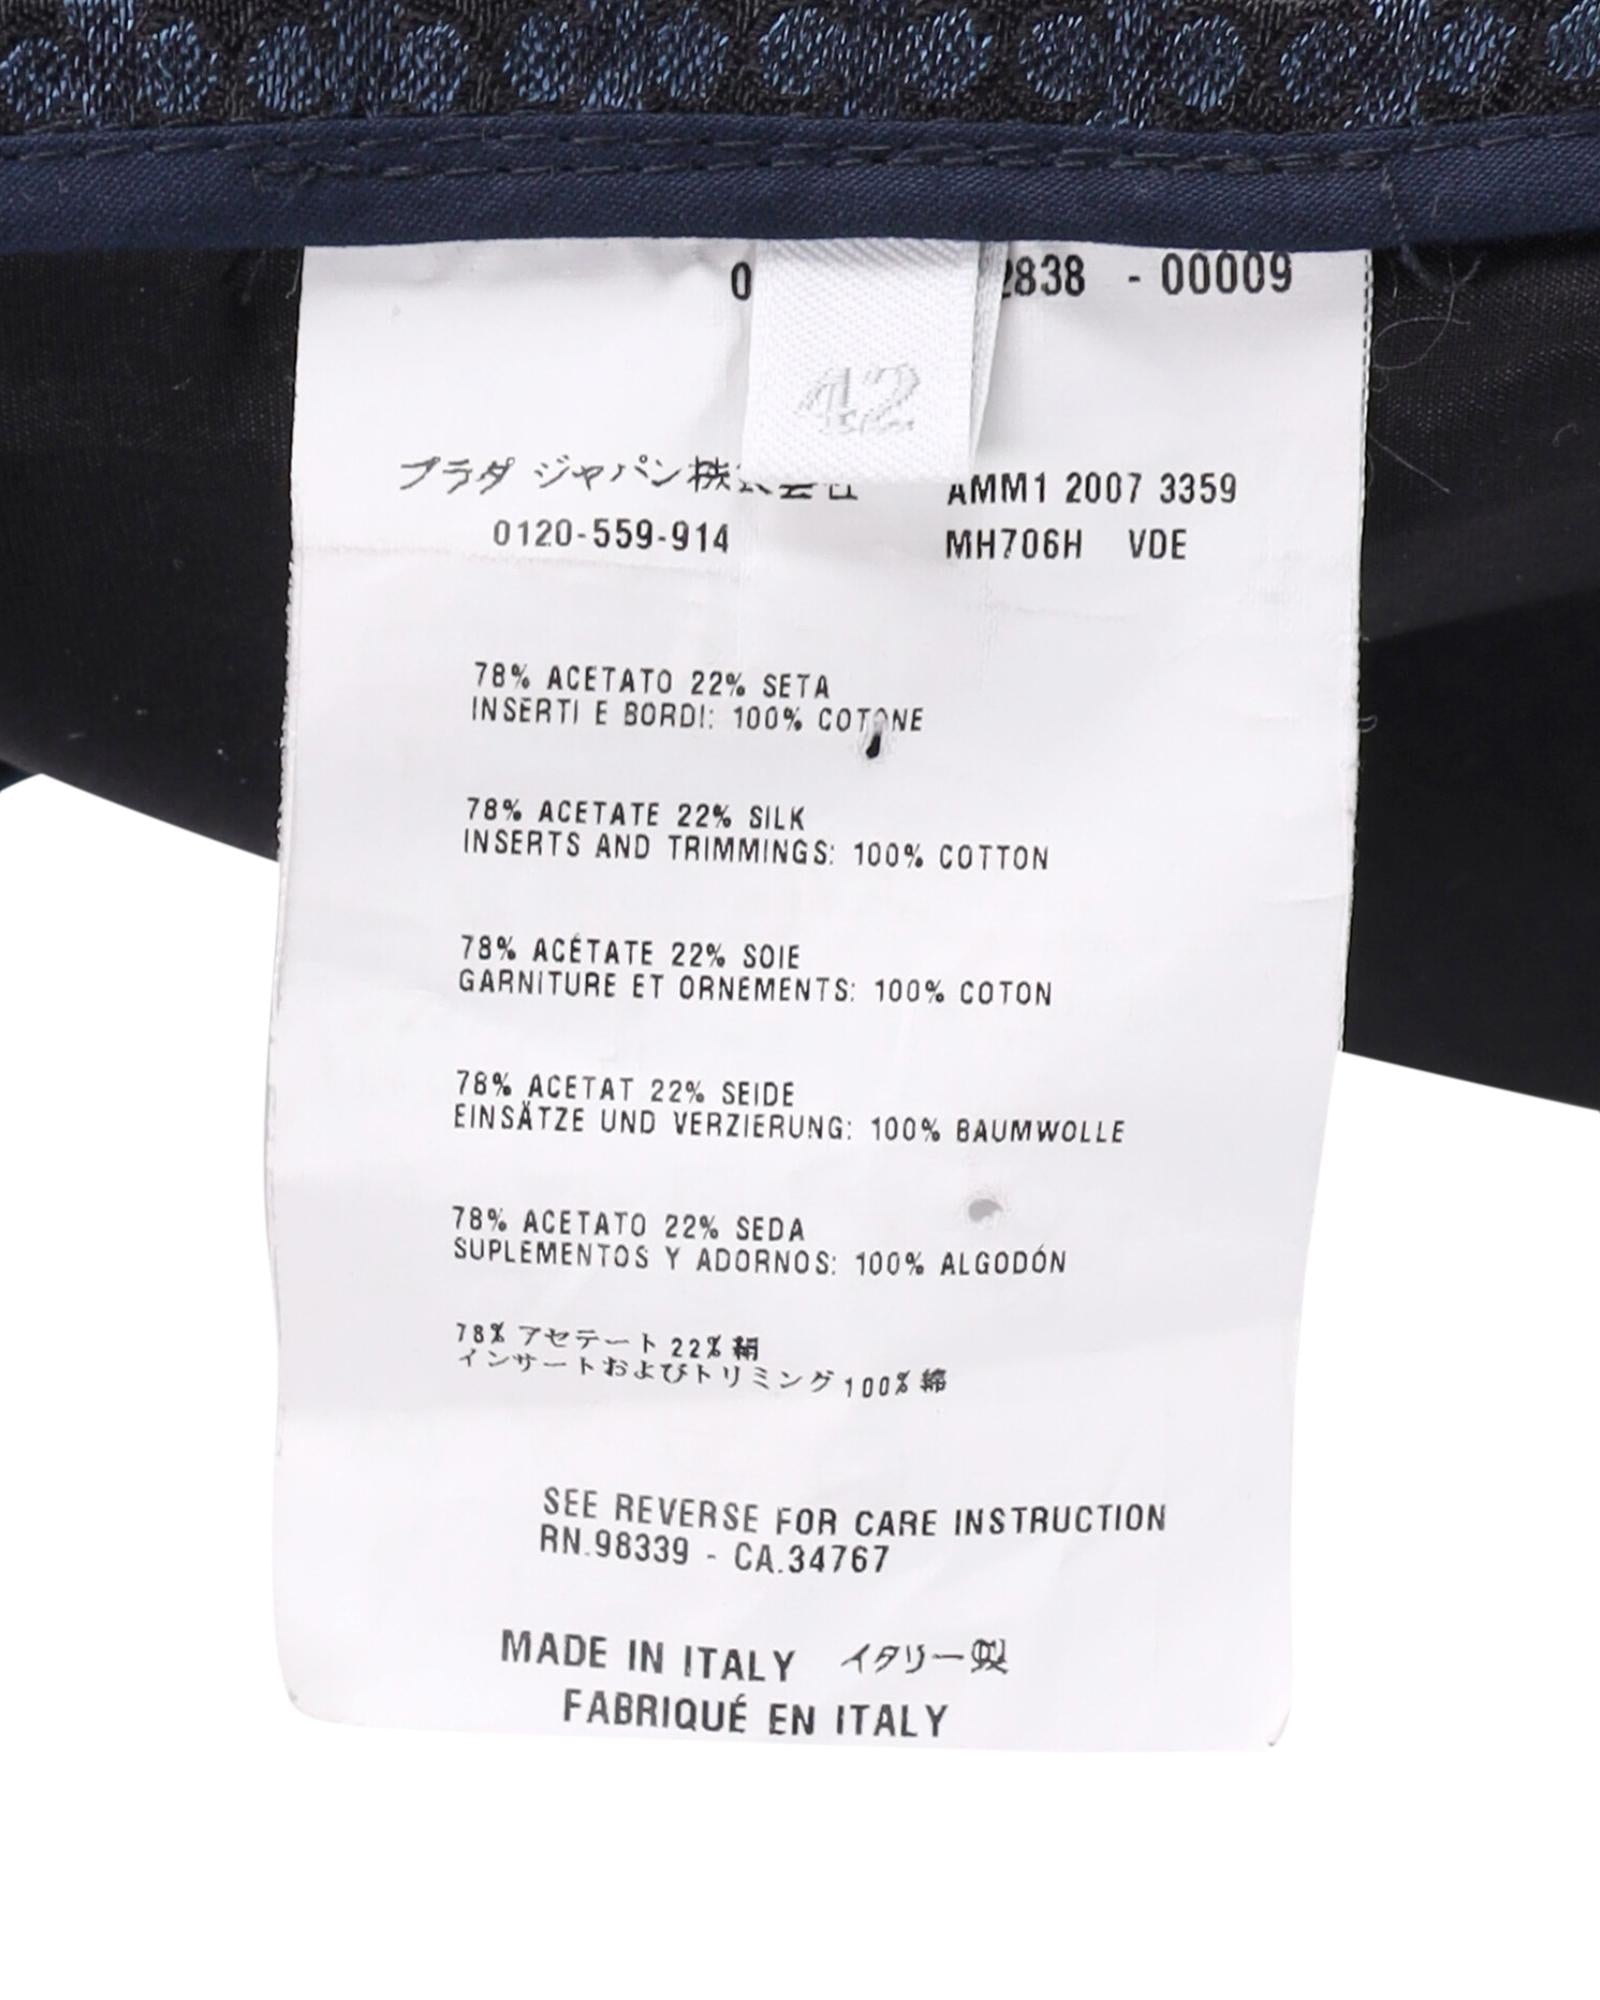 0 2838 - 00009
42
プラダ ジャパン株式会社 AMM1 2007 3359
0120-559-914 MH706H VDE
78% ACETATO 22% SETA
INSERTI E BORDI: 100% COTONE
78% ACETATE 22% SILK
INSERTS AND TRIMMINGS: 100% COTTON
78% ACÉTATE 22% SOIE
GARNITURE ET ORNEMENTS: 100% COTON
78% ACETAT 22% SEIDE
EINSÄTZE UND VERZIERUNG: 100% BAUMWOLLE
78% ACETATO 22% SEDA
SUPLEMENTOS Y ADORNOS: 100% ALGODÓN
78% アセテート 22% 絹
インサートおよびトリミング 100% 綿
SEE REVERSE FOR CARE INSTRUCTION
RN.98339 - CA.34767
MADE IN ITALY イタリー製
FABRIQUÉ EN ITALY